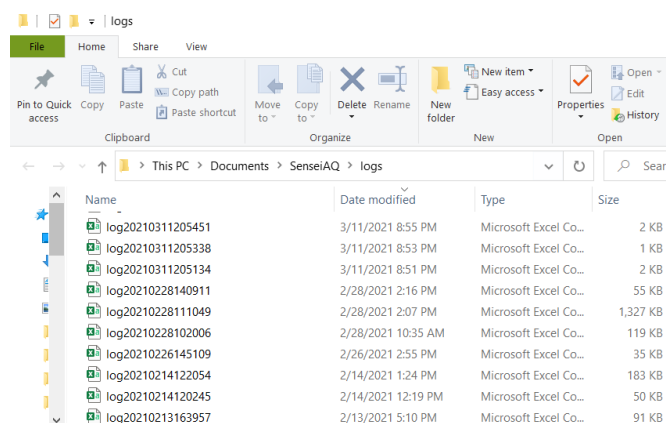 logs
File Home Share View
Pin to Quick access
Copy
Paste
Cut
Copy path
Paste shortcut
Clipboard
Move to
Copy to
Delete
Rename
Organize
New folder
New item
Easy access
New
Properties
Open
Edit
History
Open
This PC > Documents > SenseiAQ > logs
Sear
Name Date modified Type Size
log20210311205451 3/11/2021 8:55 PM Microsoft Excel Co... 2 KB
log20210311205338 3/11/2021 8:53 PM Microsoft Excel Co... 1 KB
log20210311205134 3/11/2021 8:51 PM Microsoft Excel Co... 2 KB
log20210228140911 2/28/2021 2:16 PM Microsoft Excel Co... 55 KB
log20210228111049 2/28/2021 2:07 PM Microsoft Excel Co... 1,327 KB
log20210228102006 2/28/2021 10:35 AM Microsoft Excel Co... 119 KB
log20210226145109 2/26/2021 2:55 PM Microsoft Excel Co... 35 KB
log20210214122054 2/14/2021 1:24 PM Microsoft Excel Co... 183 KB
log20210214120245 2/14/2021 12:19 PM Microsoft Excel Co... 50 KB
log20210213163957 2/13/2021 5:10 PM Microsoft Excel Co... 91 KB